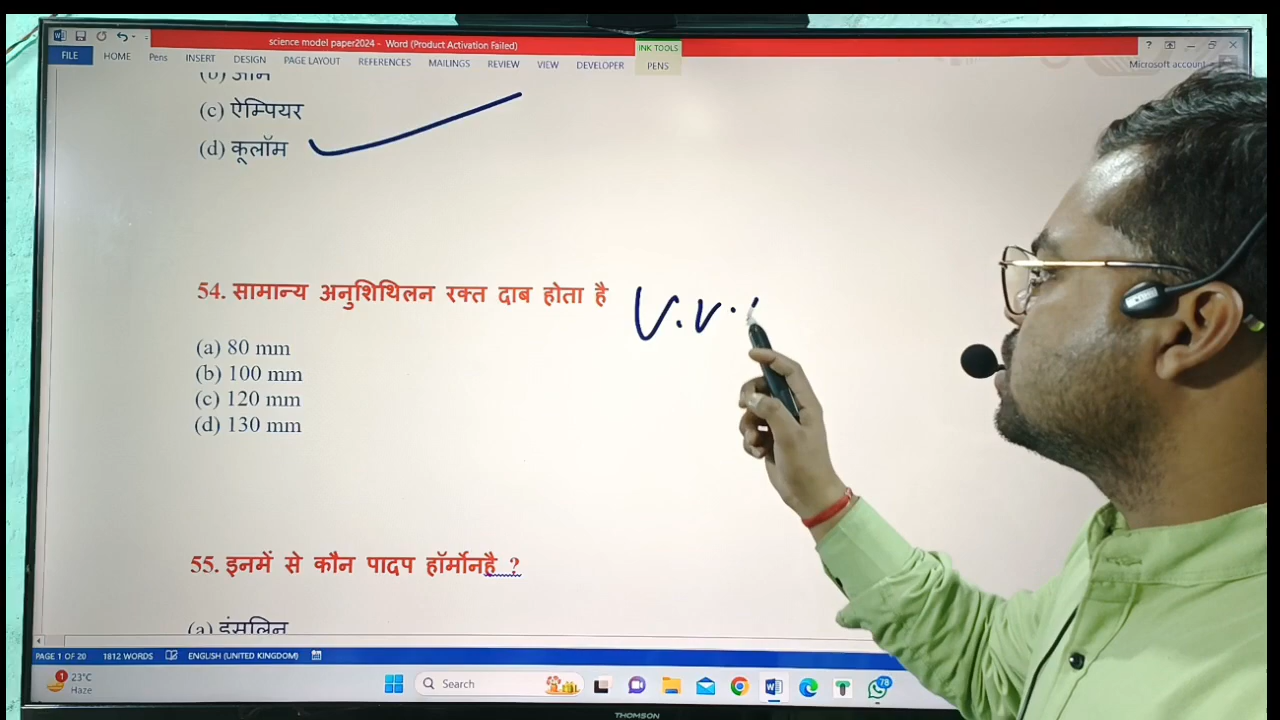 science model paper2024 - Word (Product Activation Failed)
INK TOOLS
FILE HOME Pens INSERT DESIGN PAGE LAYOUT REFERENCES MAILINGS REVIEW VIEW DEVELOPER PENS
Microsoft account
(c) ऐम्पियर
(d) कूलॉम
54. सामान्य अनुशिथिलन रक्त दाब होता है V.V.
(a) 80 mm
(b) 100 mm
(c) 120 mm
(d) 130 mm
55. इनमें से कौन पादप हॉर्मोनहै ?
(a) इंसुलिन
PAGE 1 OF 20 1812 WORDS ENGLISH (UNITED KINGDOM)
1
23°C
Haze
Search
78
THOMSON